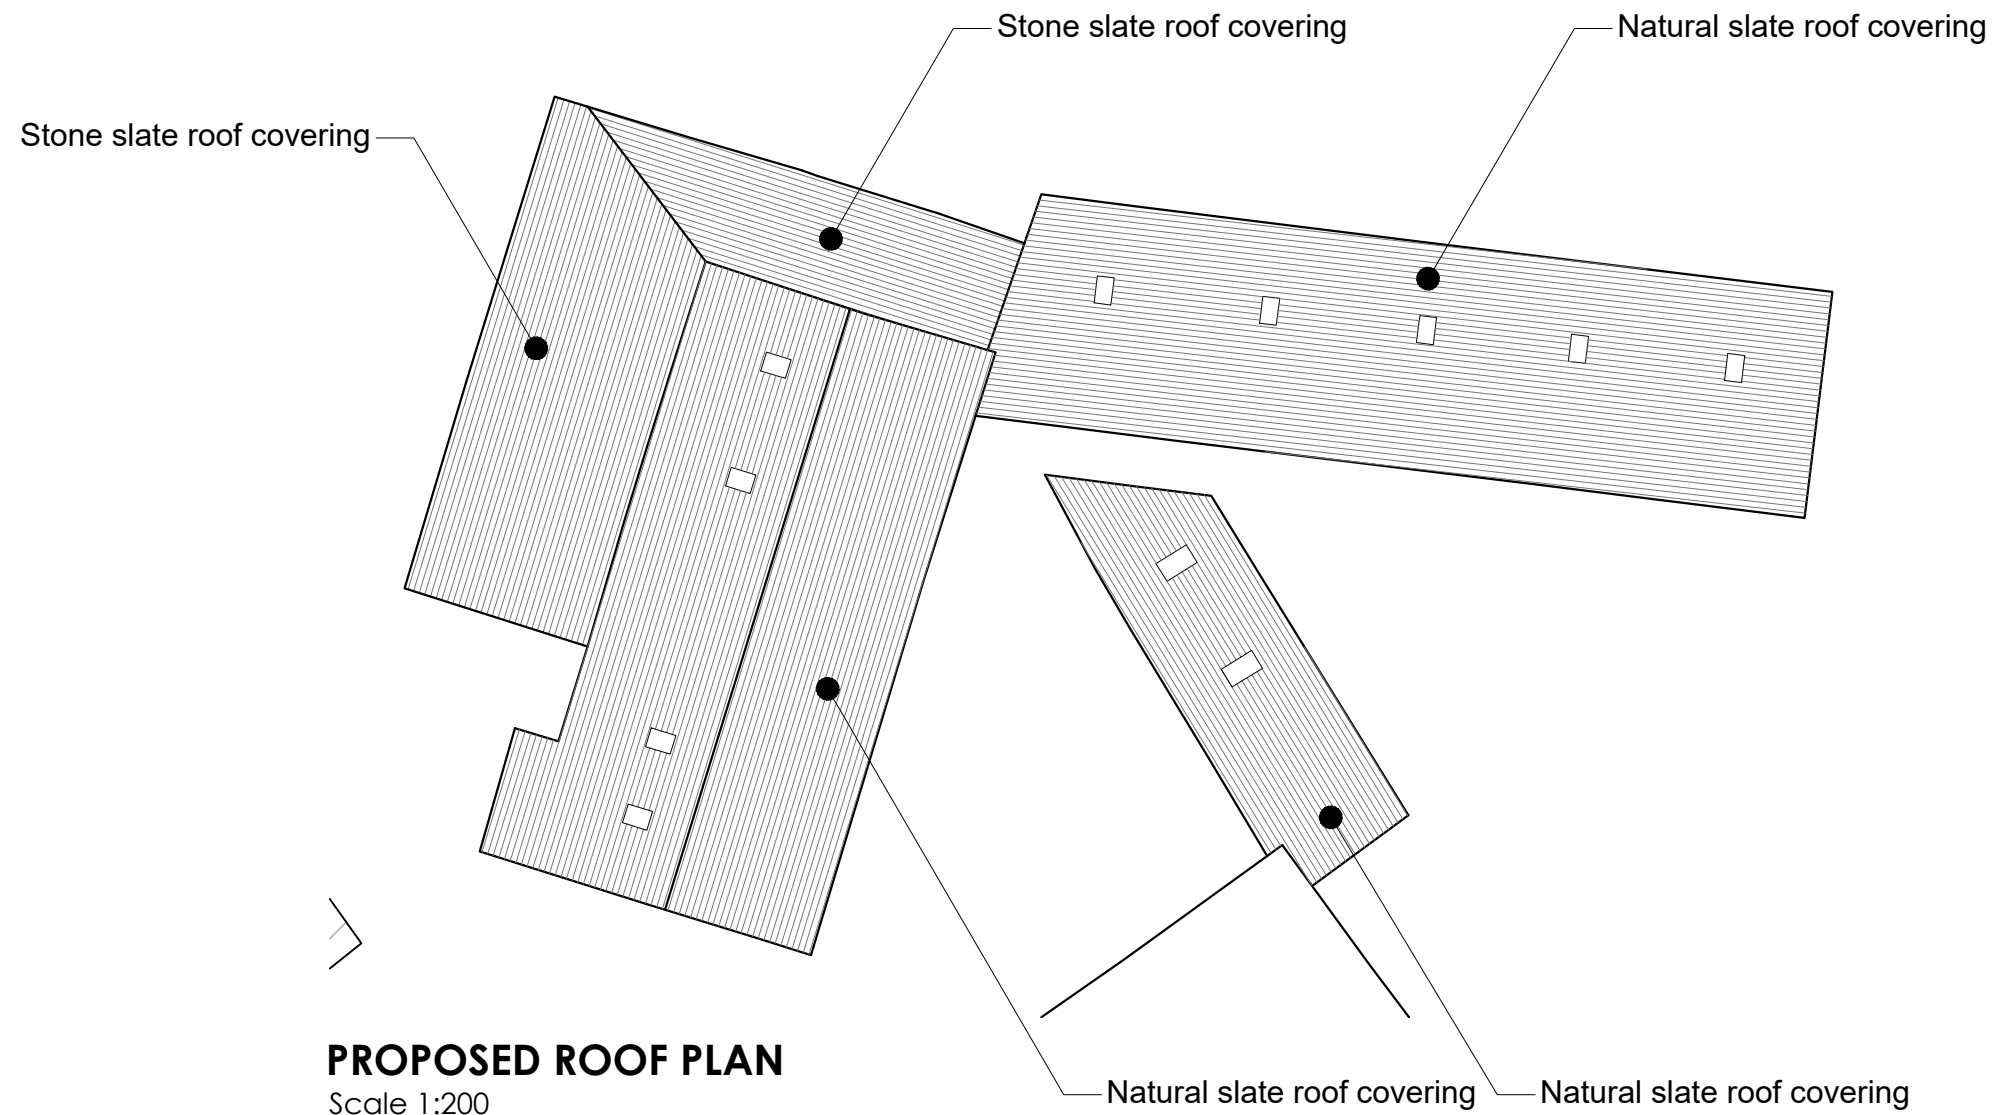 Stone slate roof covering
Natural slate roof covering
Stone slate roof covering
PROPOSED ROOF PLAN
Scale 1:200
Natural slate roof covering
Natural slate roof covering